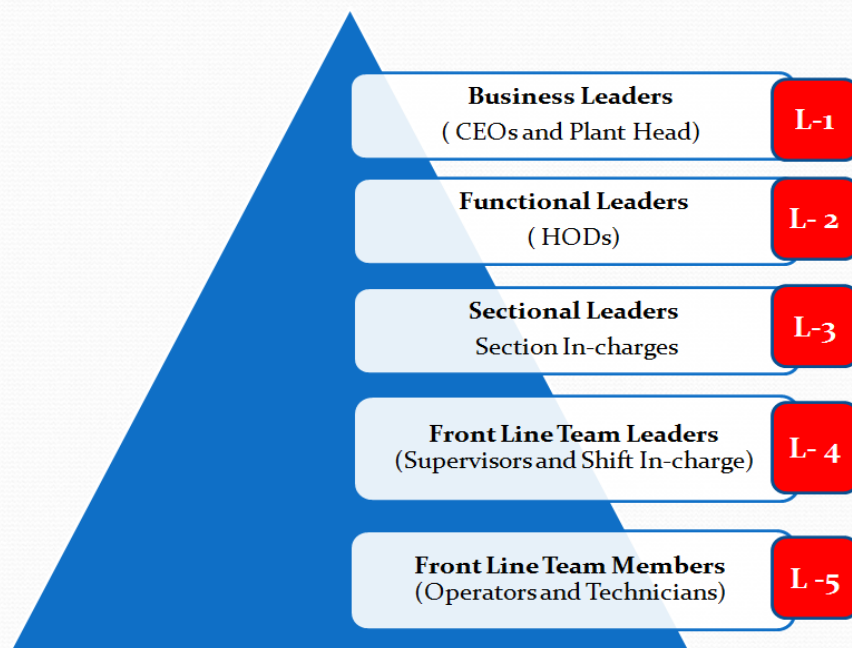 Business Leaders
( CEOs and Plant Head)
L-1
Functional Leaders
( HODs)
L- 2
Sectional Leaders
Section In-charges
L-3
Front Line Team Leaders
(Supervisors and Shift In-charge)
L- 4
Front Line Team Members
(Operators and Technicians)
L -5